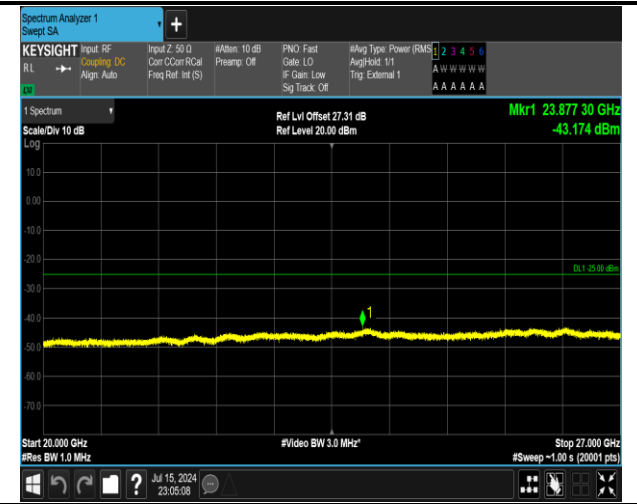 Spectrum Analyzer 1
Swept SA
+
KEYSIGHT
RL
Input: RF
Coupling: DC
Align: Auto
Input Z: 50 Ω
Corr CCorr RCal
Freq Ref: Int (S)
#Atten: 10 dB
Preamp: Off
PNO: Fast
Gate: LO
IF Gain: Low
Sig Track: Off
#Avg Type: Power (RMS
Avg|Hold: 1/1
Trig: External 1
1 2 3 4 5 6
A W W W W W
A A A A A A
1 Spectrum
Scale/Div 10 dB
Log
Ref Lvl Offset 27.31 dB
Ref Level 20.00 dBm
Mkr1 23.877 30 GHz
-43.174 dBm
10.0
0.00
-10.0
-20.0
DL1 -25.00 dBm
-30.0
-40.0
1
-50.0
-60.0
-70.0
Start 20.000 GHz
#Res BW 1.0 MHz
#Video BW 3.0 MHz*
Stop 27.000 GHz
#Sweep ~1.00 s (20001 pts)
?
Jul 15, 2024
23:05:08